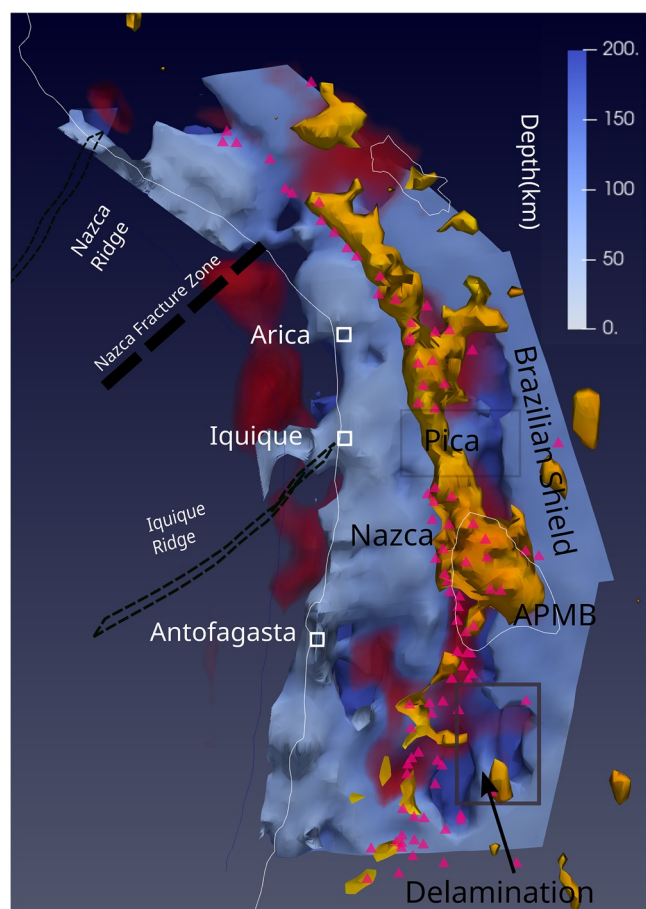 200.
150
100
50
0.
Depth(km)
Nazca
Ridge
Nazca Fracture Zone
Arica
Iquique
Pica
Brazilian Shield
Iquique
Ridge
Nazca
APMB
Antofagasta
Delamination